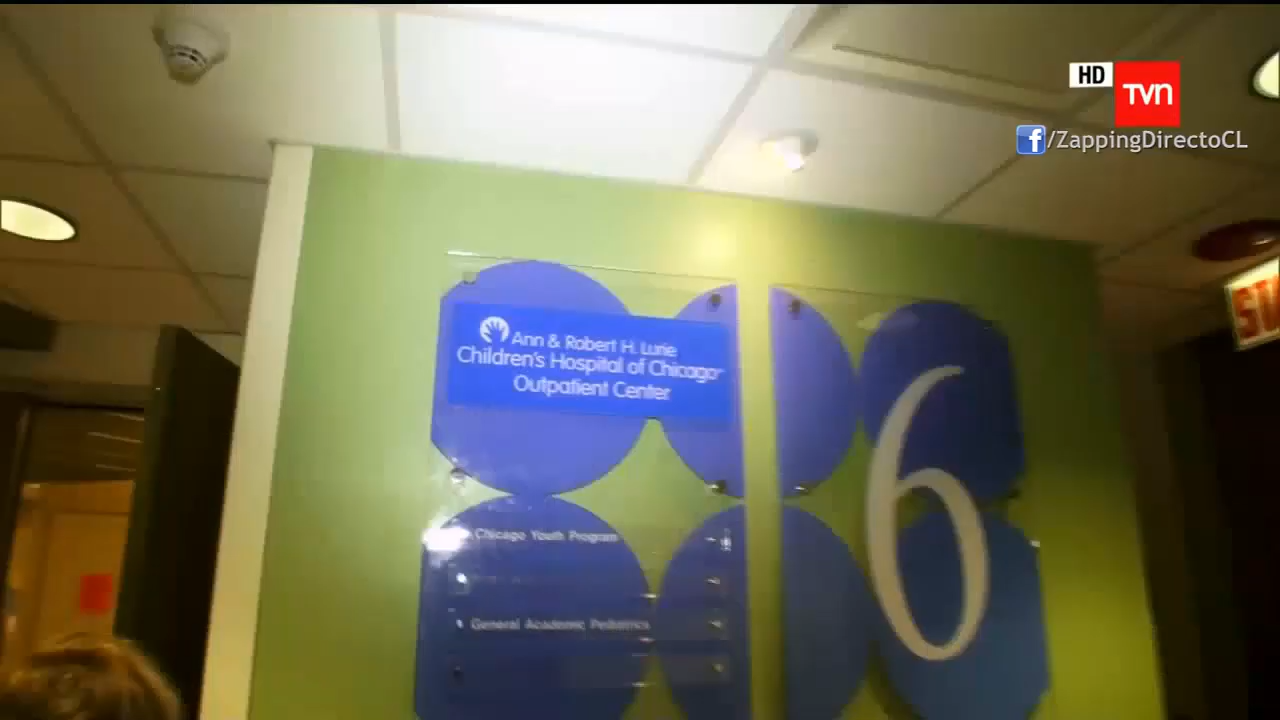 HD
TVN
f/ZappingDirectoCL
Ann & Robert H. Lurie
Children's Hospital of Chicago
Outpatient Center
6
Chicago Youth Program
General Academic Pediatrics